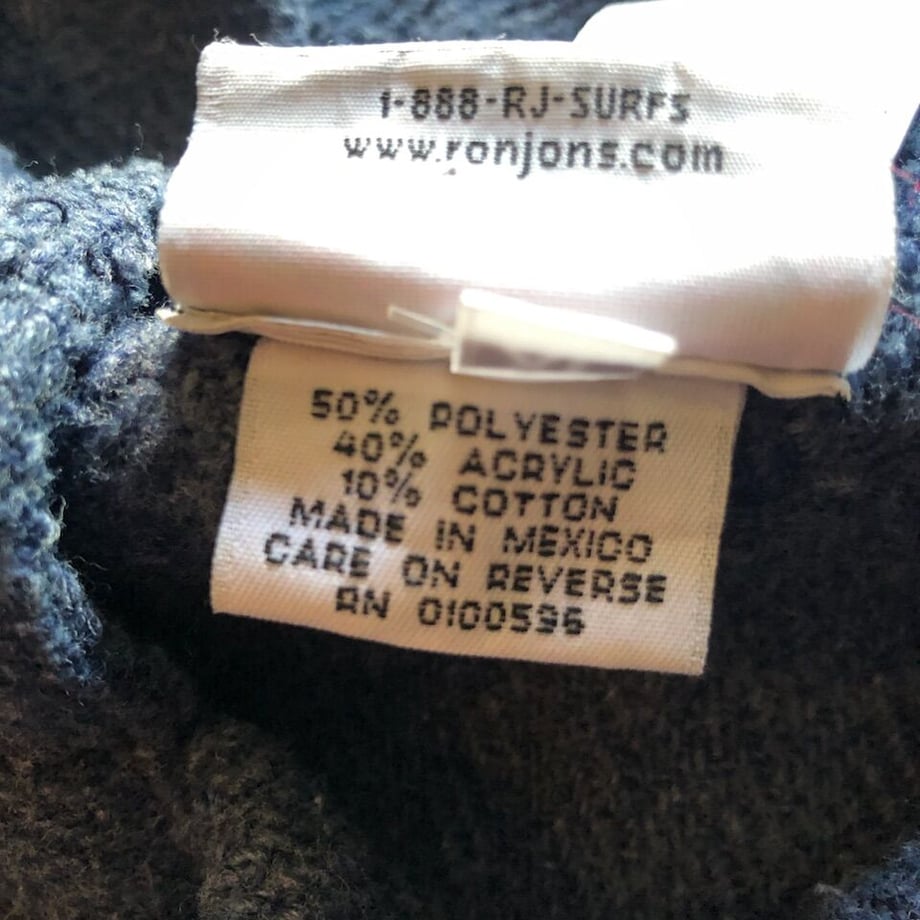 1-888-RJ-SURFS
www.ronjons.com
50% POLYESTER
40% ACRYLIC
10% COTTON
MADE IN MEXICO
CARE ON REVERSE
RN 0100596